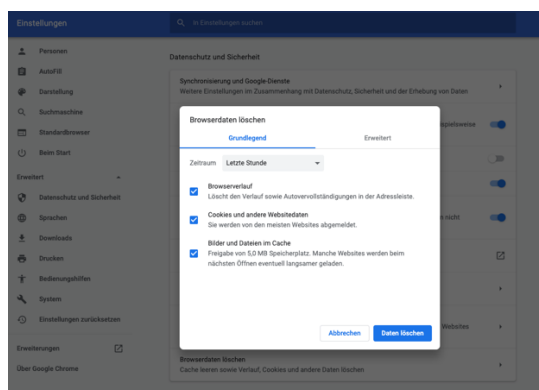 Einstellungen
In Einstellungen suchen
Personen
AutoFill
Darstellung
Suchmaschine
Standardbrowser
Beim Start
Erweitert
Datenschutz und Sicherheit
Sprachen
Downloads
Drucken
Bedienungshilfen
System
Einstellungen zurücksetzen
Erweiterungen
Über Google Chrome
Datenschutz und Sicherheit
Synchronisierung und Google-Dienste
Weitere Einstellungen im Zusammenhang mit Datenschutz, Sicherheit und der Erhebung von Daten
Browserdaten löschen
Grundlegend
Erweitert
Zeitraum
Letzte Stunde
Browserverlauf
Löscht den Verlauf sowie Autovervollständigungen in der Adressleiste.
Cookies und andere Websitedaten
Sie werden von den meisten Websites abgemeldet.
Bilder und Dateien im Cache
Freigabe von 5,0 MB Speicherplatz. Manche Websites werden beim
nächsten Öffnen eventuell langsamer geladen.
Abbrechen
Daten löschen
nicht
Websites
Browserdaten löschen
Cache leeren sowie Verlauf, Cookies und andere Daten löschen